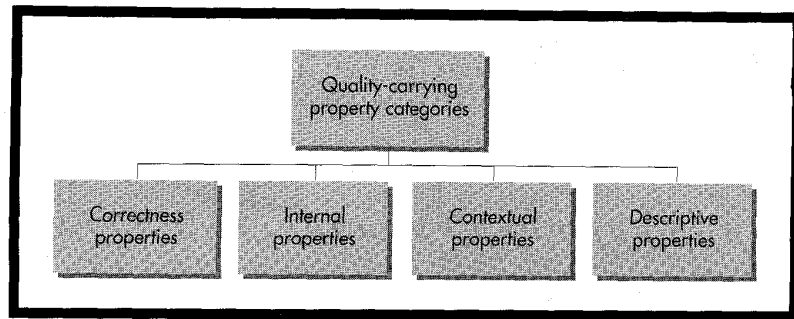 Quality-carrying
property categories
Correctness
properties
Internal
properties
Contextual
properties
Descriptive
properties